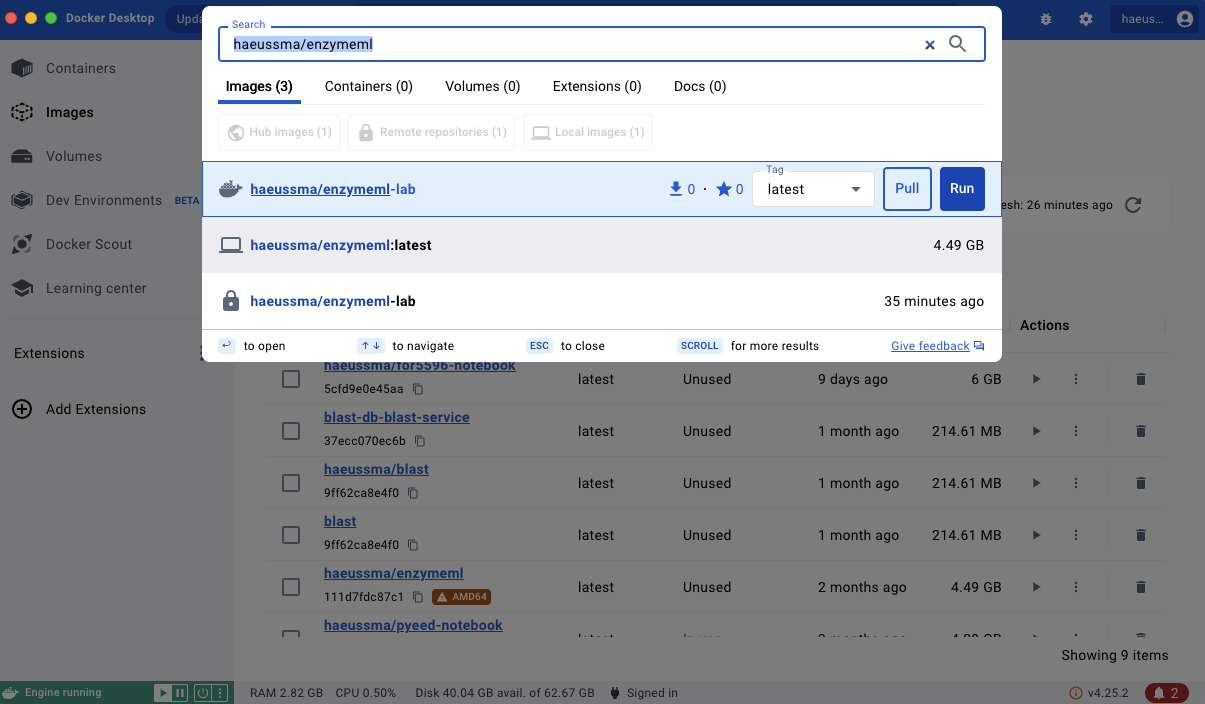 Docker Desktop Upda haeus...
Search
haeussma/enzymeml
Images (3) Containers (0) Volumes (0) Extensions (0) Docs (0)
Hub images (1) Remote repositories (1) Local images (1)
haeussma/enzymeml-lab 0 · 0 Tag latest Pull Run
haeussma/enzymeml:latest 4.49 GB
haeussma/enzymeml-lab 35 minutes ago
to open to navigate ESC to close SCROLL for more results Give feedback
Containers
Images
Volumes
Dev Environments BETA
Docker Scout
Learning center
Extensions
Add Extensions
esh: 26 minutes ago
Actions
haeussma/for5596-notebook
5cfd9e0e45aa latest Unused 9 days ago 6 GB
blast-db-blast-service
37ecc070ec6b latest Unused 1 month ago 214.61 MB
haeussma/blast
9ff62ca8e4f0 latest Unused 1 month ago 214.61 MB
blast
9ff62ca8e4f0 latest Unused 1 month ago 214.61 MB
haeussma/enzymeml
111d7fdc87c1 AMD64 latest Unused 2 months ago 4.49 GB
haeussma/pyeed-notebook
Showing 9 items
Engine running RAM 2.82 GB CPU 0.50% Disk 40.04 GB avail. of 62.67 GB Signed in v4.25.2 2